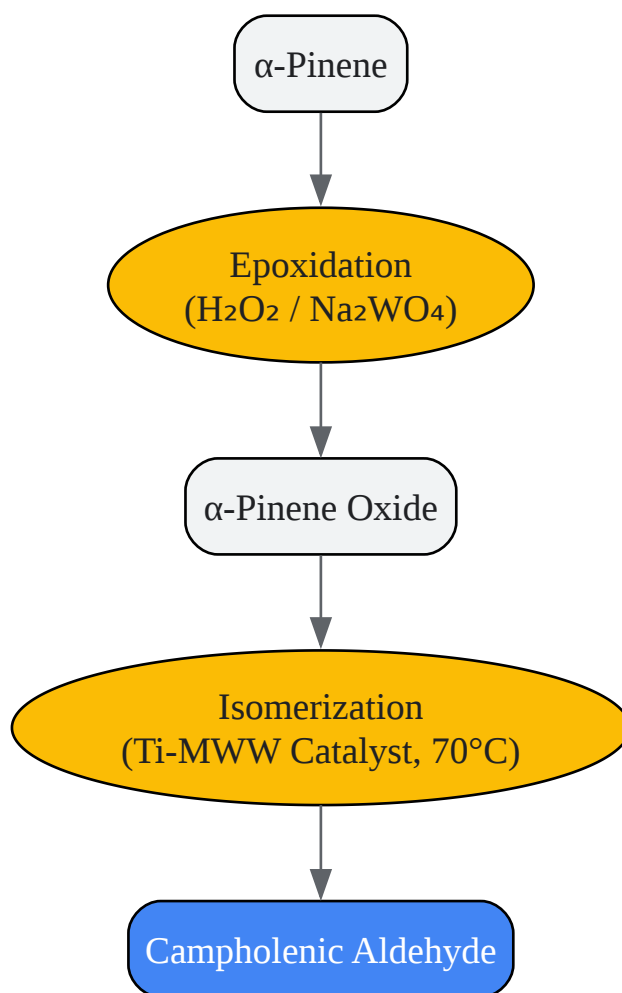 α-Pinene
Epoxidation
(H₂O₂ / Na₂WO₄)
α-Pinene Oxide
Isomerization
(Ti-MWW Catalyst, 70°C)
Campholenic Aldehyde